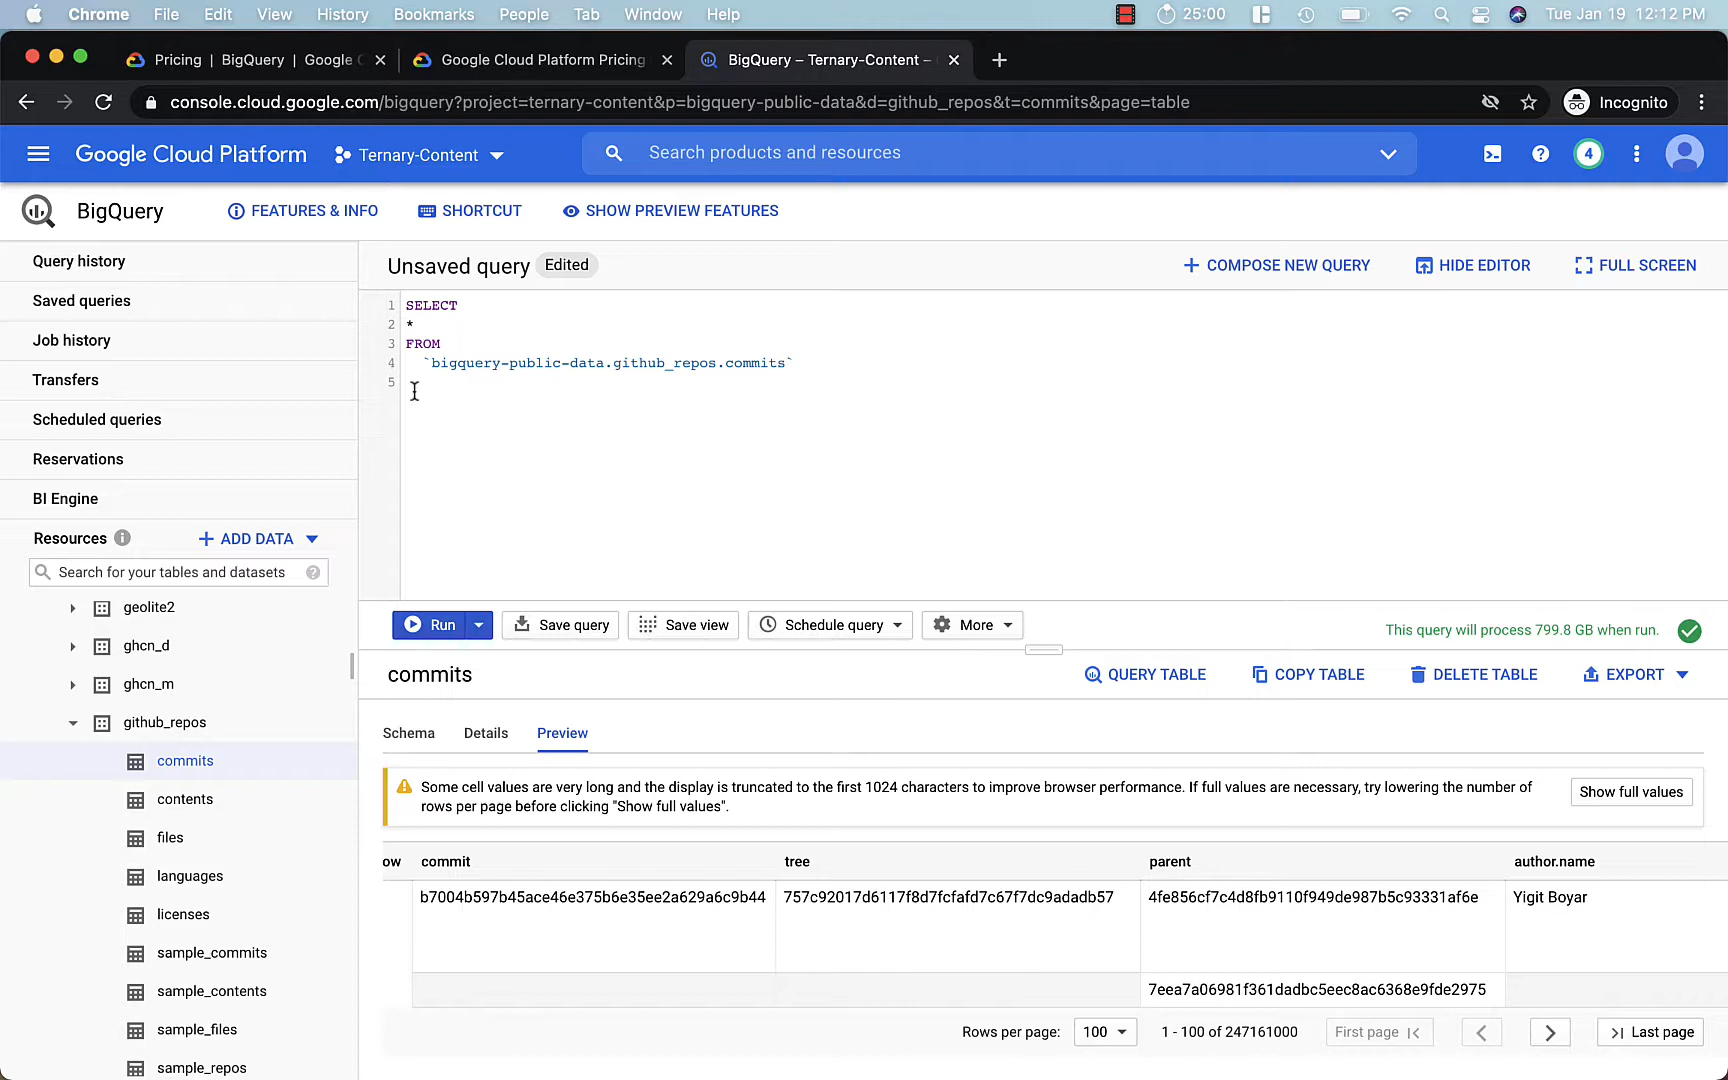 Chrome File Edit View History Bookmarks People Tab Window Help 25:00 Tue Jan 19 12:12 PM
Pricing | BigQuery | Google C Google Cloud Platform Pricing BigQuery – Ternary-Content –
console.cloud.google.com/bigquery?project=ternary-content&p=bigquery-public-data&d=github_repos&t=commits&page=table Incognito
Google Cloud Platform Ternary-Content Search products and resources 4
BigQuery FEATURES & INFO SHORTCUT SHOW PREVIEW FEATURES
Query history
Saved queries
Job history
Transfers
Scheduled queries
Reservations
BI Engine
Resources ADD DATA
Search for your tables and datasets
geolite2
ghcn_d
ghcn_m
github_repos
commits
contents
files
languages
licenses
sample_commits
sample_contents
sample_files
sample_repos
Unsaved query Edited COMPOSE NEW QUERY HIDE EDITOR FULL SCREEN
1 SELECT
2 *
3 FROM
4 `bigquery-public-data.github_repos.commits`
5
Run Save query Save view Schedule query More This query will process 799.8 GB when run.
commits QUERY TABLE COPY TABLE DELETE TABLE EXPORT
Schema Details Preview
Some cell values are very long and the display is truncated to the first 1024 characters to improve browser performance. If full values are necessary, try lowering the number of
rows per page before clicking "Show full values".
Show full values
ow commit tree parent author.name
b7004b597b45ace46e375b6e35ee2a629a6c9b44 757c92017d6117f8d7fcfafd7c67f7dc9adadb57 4fe856cf7c4d8fb9110f949de987b5c93331af6e Yigit Boyar
7eea7a06981f361dadbc5eec8ac6368e9fde2975
Rows per page: 100 1 - 100 of 247161000 First page Last page